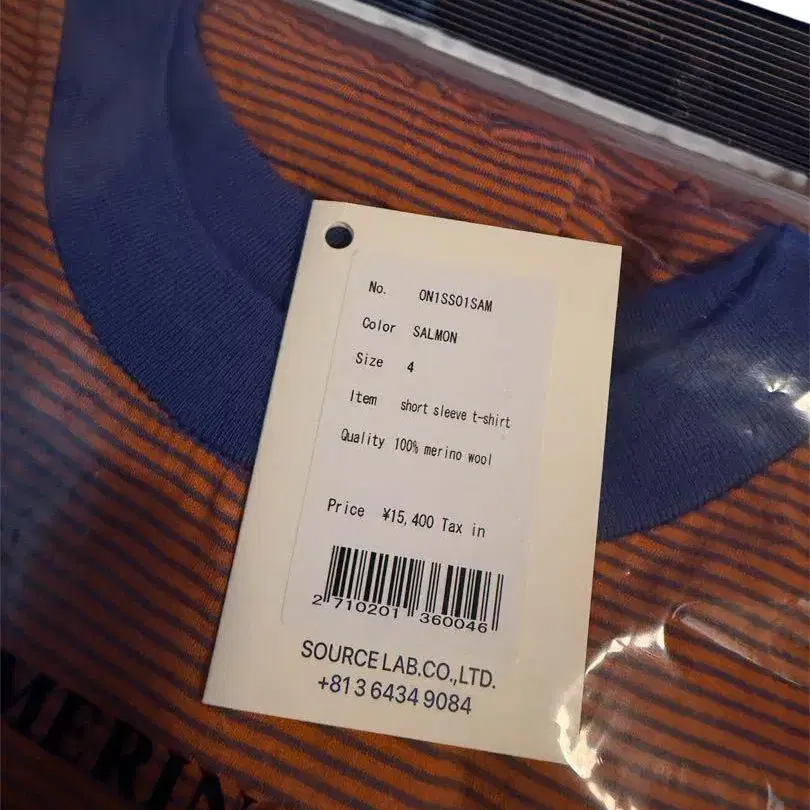 No. ON1SS01SAM
Color SALMON
Size 4
Item short sleeve t-shirt
Quality 100% merino wool
Price ¥15,400 Tax in
2 710201 360046
SOURCE LAB.CO.,LTD.
+81 3 6434 9084
MERIN